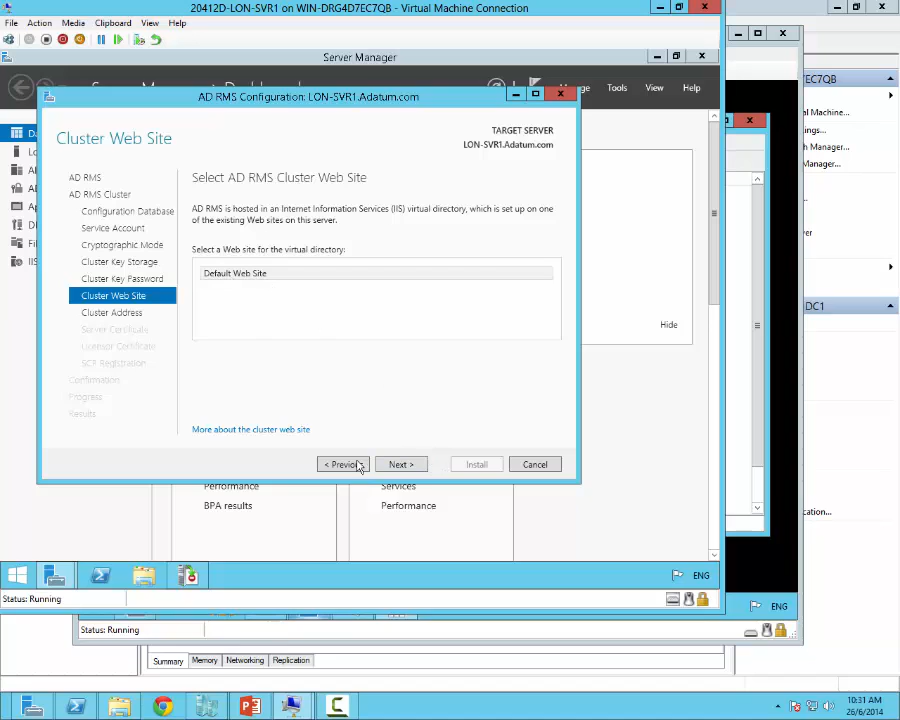 20412D-LON-SVR1 on WIN-DRG4D7EC7QB - Virtual Machine Connection
File Action Media Clipboard View Help
Server Manager
Manage Tools View Help
AD RMS Configuration: LON-SVR1.Adatum.com
Cluster Web Site
TARGET SERVER
LON-SVR1.Adatum.com
AD RMS
AD RMS Cluster
Configuration Database
Service Account
Cryptographic Mode
Cluster Key Storage
Cluster Key Password
Cluster Web Site
Cluster Address
Server Certificate
Licensor Certificate
SCP Registration
Confirmation
Progress
Results
Select AD RMS Cluster Web Site
AD RMS is hosted in an Internet Information Services (IIS) virtual directory, which is set up on one
of the existing Web sites on this server.
Select a Web site for the virtual directory:
Default Web Site
More about the cluster web site
< Previous
Next >
Install
Cancel
Hide
Performance
BPA results
Services
Performance
ENG
Status: Running
7QB
Machine...
ngs...
h Manager...
Manager...
ver
DC1
cation...
ENG
Status: Running
Summary Memory Networking Replication
10:31 AM
26/6/2014